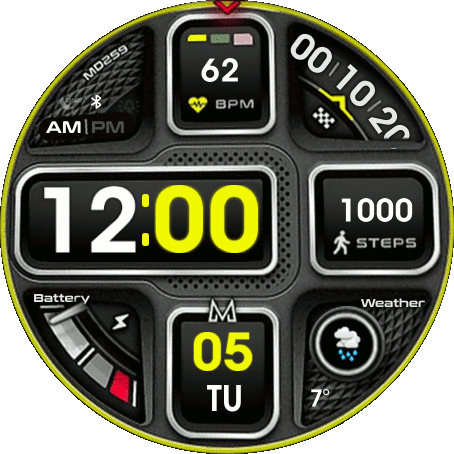 MD259
AM|PM
62
BPM
00|10|20
12:00
1000
STEPS
Battery
M
05
TU
Weather
7°